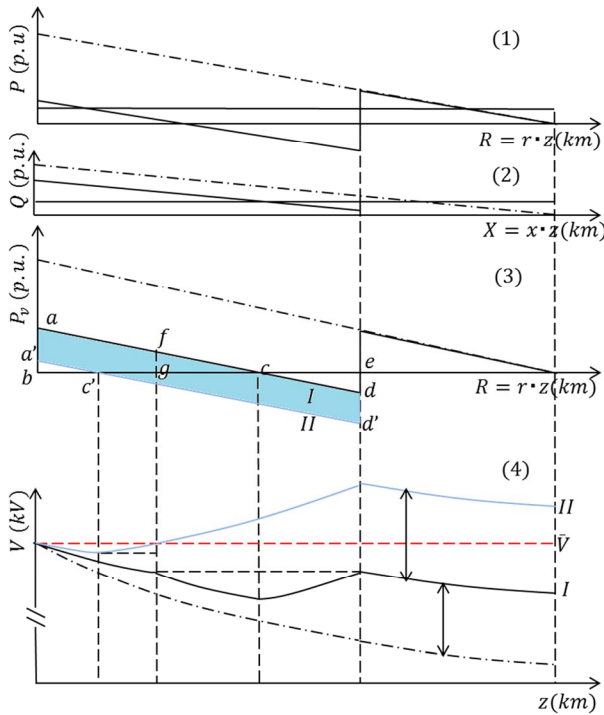 P (p.u)
(1)
R = r·z(km)
Q (p.u.)
(2)
X = x·z(km)
P_v (p.u.)
(3)
a
f
a'
b
c'
g
c
e
I
d
R = r·z(km)
II
d'
(4)
V (kV)
II
V̄
I
z(km)